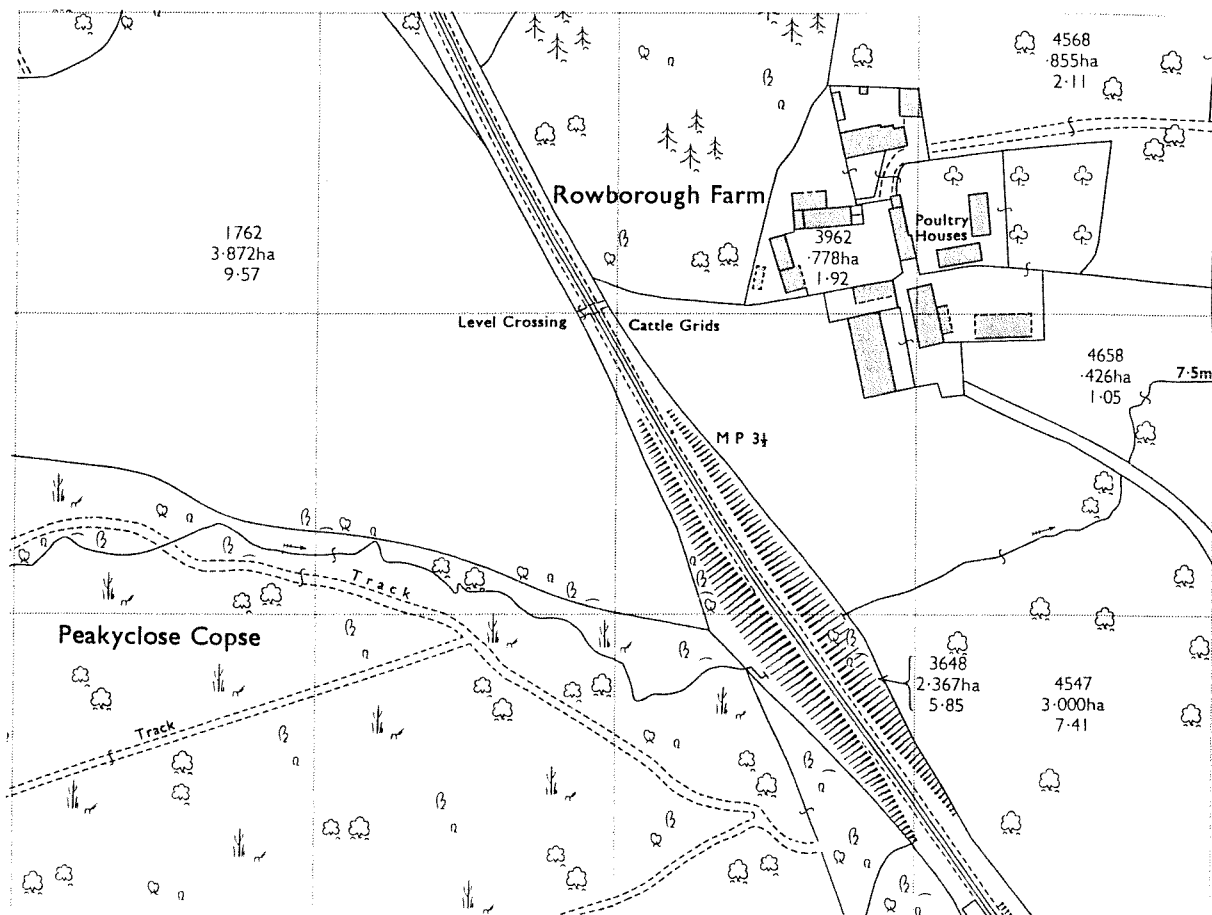 4568
·855ha
2·11
Rowborough Farm
Poultry
Houses
1762
3·872ha
9·57
3962
·778ha
1·92
Level Crossing
Cattle Grids
4658
·426ha
1·05
7·5m
M P 3½
Track
Peakyclose Copse
3648
2·367ha
5·85
4547
3·000ha
7·41
Track